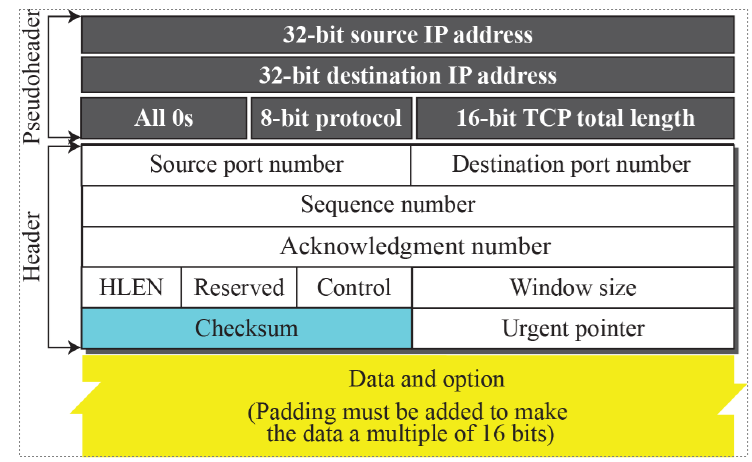 Pseudoheader
32-bit source IP address
32-bit destination IP address
All 0s
8-bit protocol
16-bit TCP total length
Header
Source port number
Destination port number
Sequence number
Acknowledgment number
HLEN
Reserved
Control
Window size
Checksum
Urgent pointer
Data and option
(Padding must be added to make
the data a multiple of 16 bits)